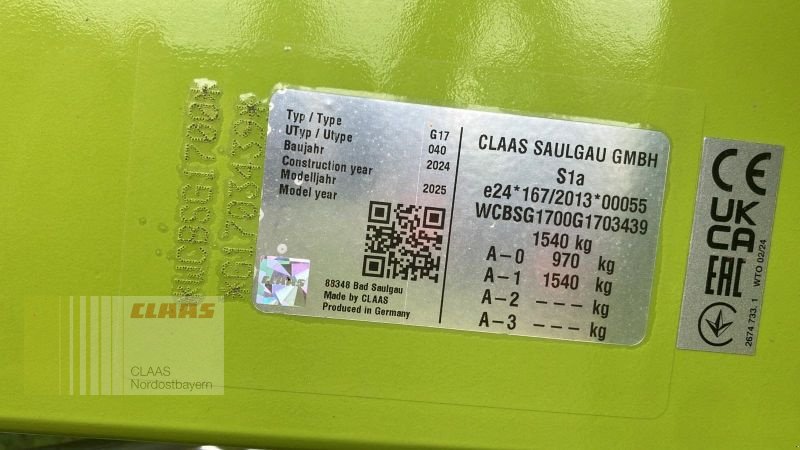 *WCBSG1700*
*G1703439*
Typ / Type
UTyp / Utype G17
Baujahr 040
Construction year 2024
Modelljahr
Model year 2025
CLAAS
88348 Bad Saulgau
Made by CLAAS
Produced in Germany
CLAAS SAULGAU GMBH
S1a
e24*167/2013*00055
WCBSG1700G1703439
1540 kg
A-0 970 kg
A-1 1540 kg
A-2 --- kg
A-3 --- kg
CE
UK
CA
EAC
WTO 02/24
2674 733. 1
CLAAS
CLAAS
Nordostbayern